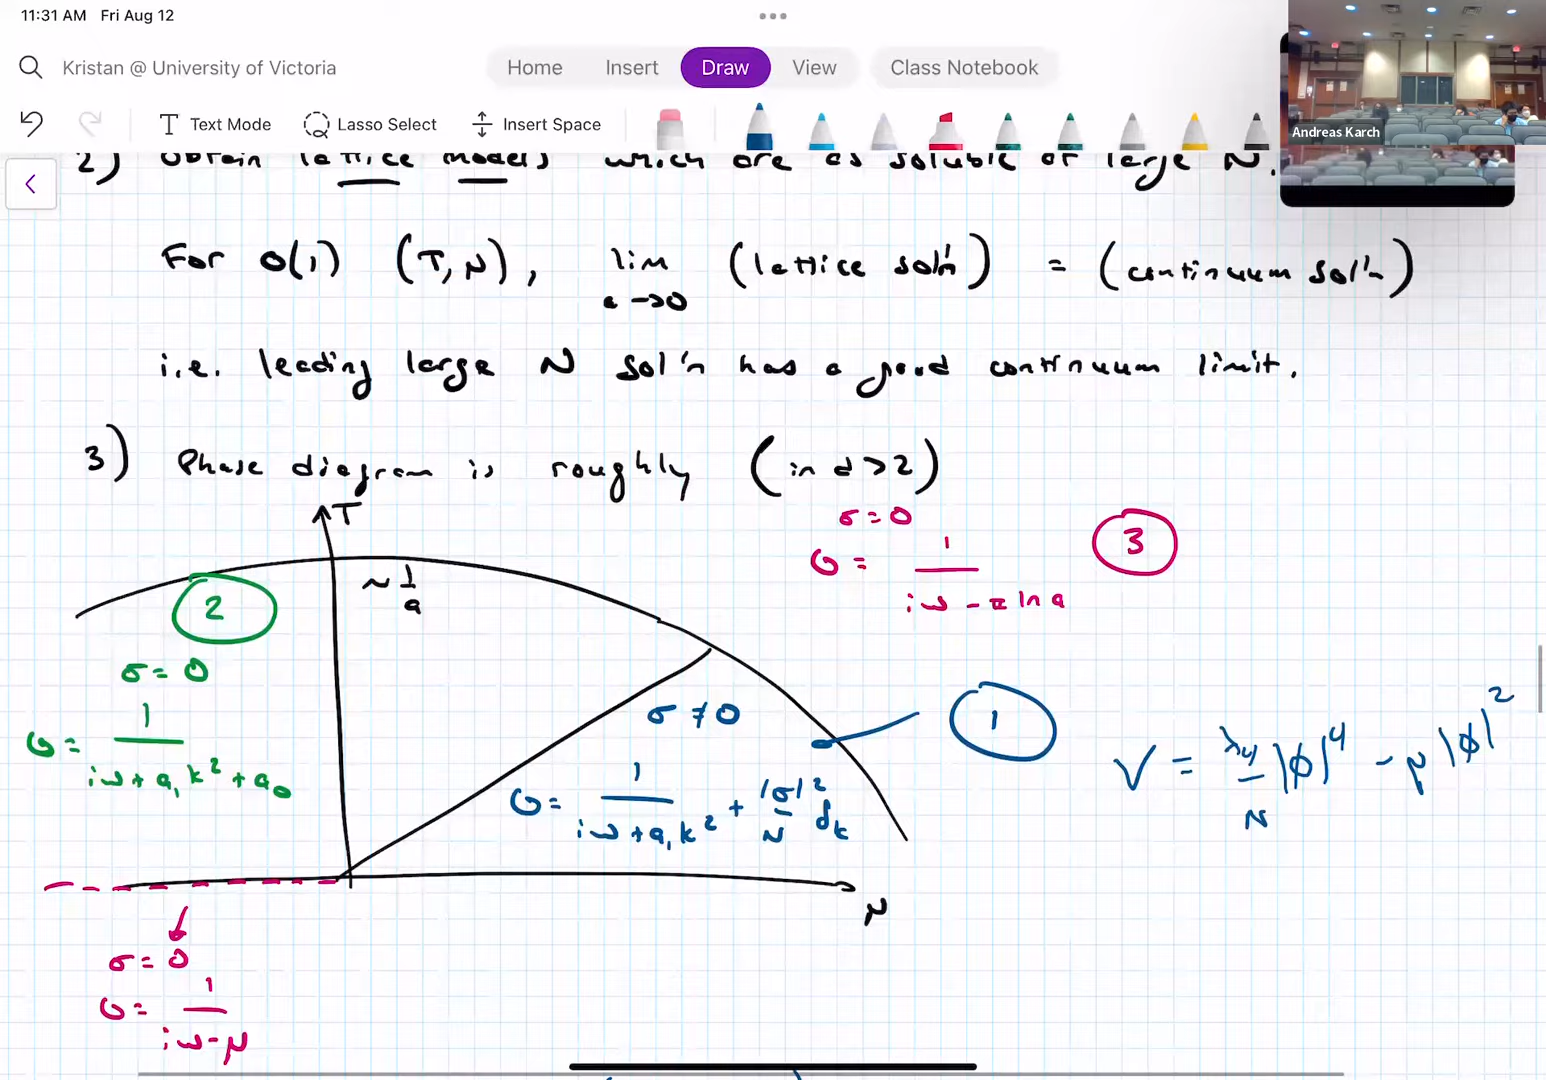 11:31 AM Fri Aug 12
Kristan @ University of Victoria
Home Insert Draw View Class Notebook
Text Mode Lasso Select Insert Space
Andreas Karch
2) Obtain lattice models which are as soluble at large N.
For O(1) (T, μ), lim a→0 (lattice sol'n) = (continuum sol'n)
i.e. leading large N sol'n has a good continuum limit.
3) Phase diagram is roughly (in d>2)
T
σ = 0
3
~ 1/a
2
σ = 0
G = 1/(iω + a₁k² + a₀)
σ ≠ 0
1
V = λ₄/N |φ|⁴ - μ|φ|²
G = 1/(iω + a₁k²) + |σ|²/N δₖ
μ
σ = 0
G = 1/(iω - μ)